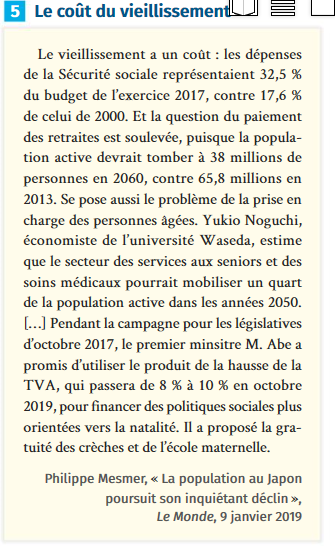 5 Le coût du vieillissement
Le vieillissement a un coût : les dépenses
de la Sécurité sociale représentaient 32,5 %
du budget de l'exercice 2017, contre 17,6 %
de celui de 2000. Et la question du paiement
des retraites est soulevée, puisque la popula-
tion active devrait tomber à 38 millions de
personnes en 2060, contre 65,8 millions en
2013. Se pose aussi le problème de la prise en
charge des personnes âgées. Yukio Noguchi,
économiste de l'université Waseda, estime
que le secteur des services aux seniors et des
soins médicaux pourrait mobiliser un quart
de la population active dans les années 2050.
[…] Pendant la campagne pour les législatives
d'octobre 2017, le premier minsitre M. Abe a
promis d'utiliser le produit de la hausse de la
TVA, qui passera de 8 % à 10 % en octobre
2019, pour financer des politiques sociales plus
orientées vers la natalité. Il a proposé la gra-
tuité des crèches et de l'école maternelle.
Philippe Mesmer, « La population au Japon
poursuit son inquiétant déclin »,
Le Monde, 9 janvier 2019